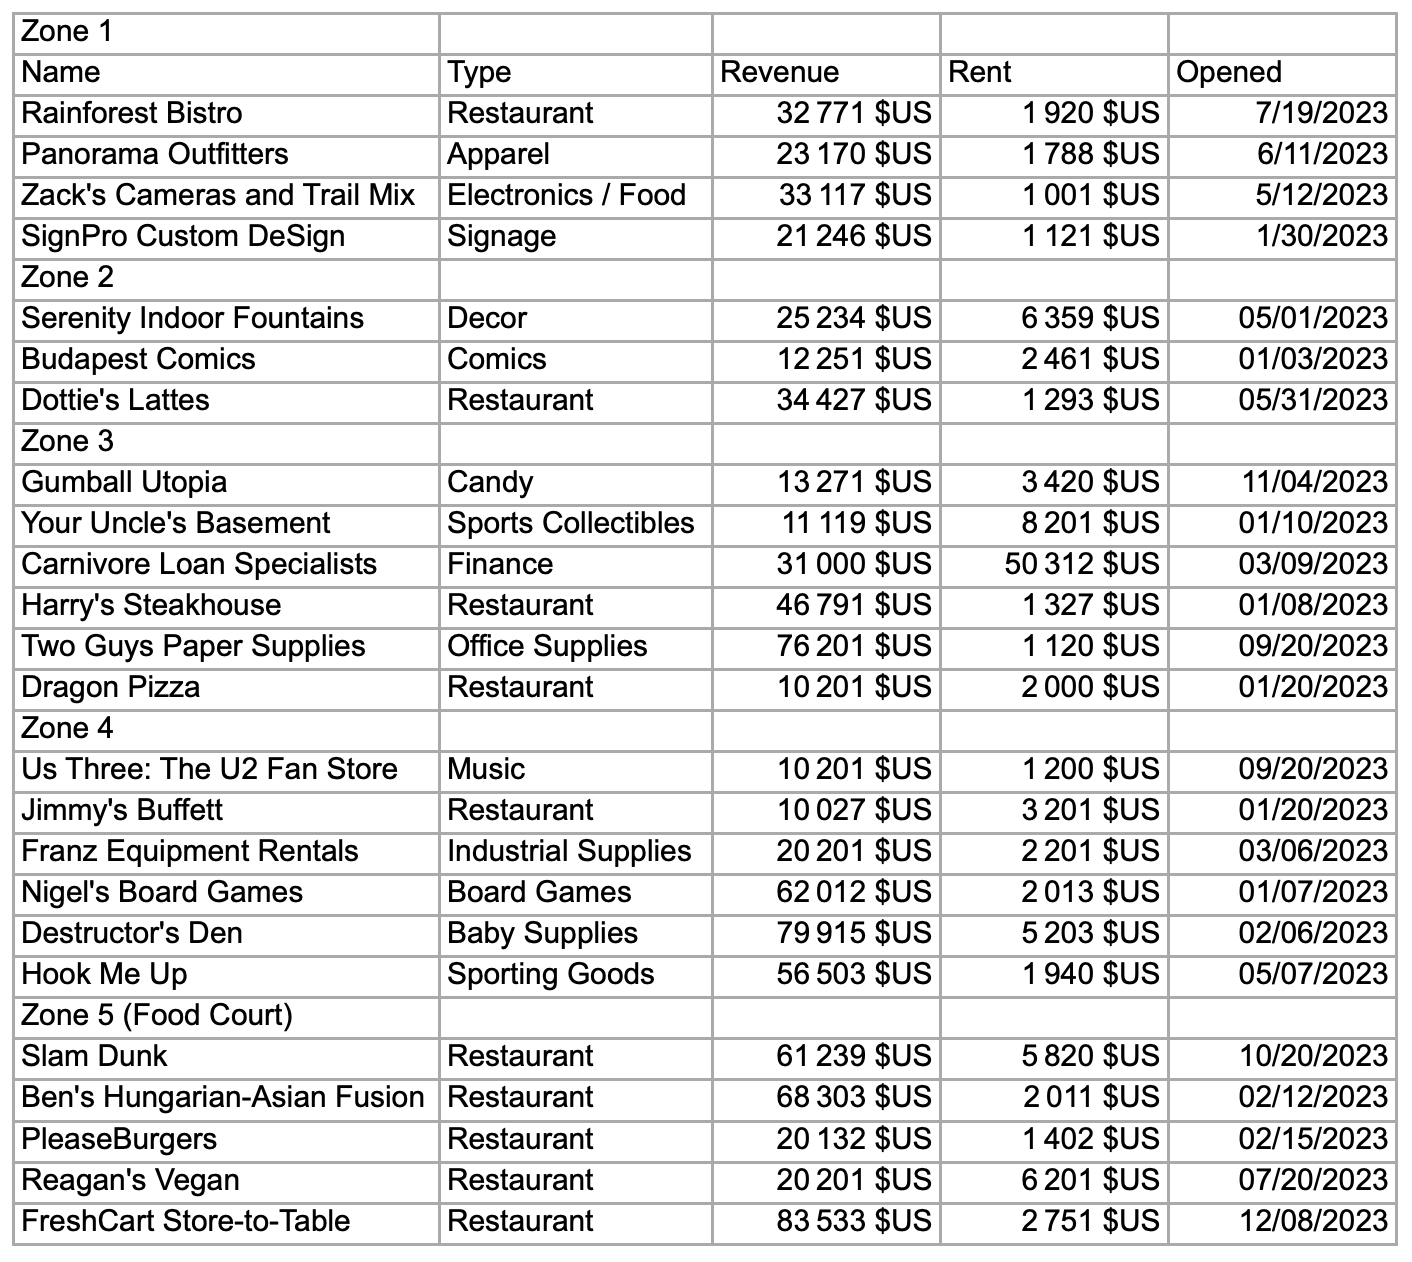 Zone 1
Name Type Revenue Rent Opened
Rainforest Bistro Restaurant 32 771 $US 1 920 $US 7/19/2023
Panorama Outfitters Apparel 23 170 $US 1 788 $US 6/11/2023
Zack's Cameras and Trail Mix Electronics / Food 33 117 $US 1 001 $US 5/12/2023
SignPro Custom DeSign Signage 21 246 $US 1 121 $US 1/30/2023
Zone 2
Serenity Indoor Fountains Decor 25 234 $US 6 359 $US 05/01/2023
Budapest Comics Comics 12 251 $US 2 461 $US 01/03/2023
Dottie's Lattes Restaurant 34 427 $US 1 293 $US 05/31/2023
Zone 3
Gumball Utopia Candy 13 271 $US 3 420 $US 11/04/2023
Your Uncle's Basement Sports Collectibles 11 119 $US 8 201 $US 01/10/2023
Carnivore Loan Specialists Finance 31 000 $US 50 312 $US 03/09/2023
Harry's Steakhouse Restaurant 46 791 $US 1 327 $US 01/08/2023
Two Guys Paper Supplies Office Supplies 76 201 $US 1 120 $US 09/20/2023
Dragon Pizza Restaurant 10 201 $US 2 000 $US 01/20/2023
Zone 4
Us Three: The U2 Fan Store Music 10 201 $US 1 200 $US 09/20/2023
Jimmy's Buffett Restaurant 10 027 $US 3 201 $US 01/20/2023
Franz Equipment Rentals Industrial Supplies 20 201 $US 2 201 $US 03/06/2023
Nigel's Board Games Board Games 62 012 $US 2 013 $US 01/07/2023
Destructor's Den Baby Supplies 79 915 $US 5 203 $US 02/06/2023
Hook Me Up Sporting Goods 56 503 $US 1 940 $US 05/07/2023
Zone 5 (Food Court)
Slam Dunk Restaurant 61 239 $US 5 820 $US 10/20/2023
Ben's Hungarian-Asian Fusion Restaurant 68 303 $US 2 011 $US 02/12/2023
PleaseBurgers Restaurant 20 132 $US 1 402 $US 02/15/2023
Reagan's Vegan Restaurant 20 201 $US 6 201 $US 07/20/2023
FreshCart Store-to-Table Restaurant 83 533 $US 2 751 $US 12/08/2023